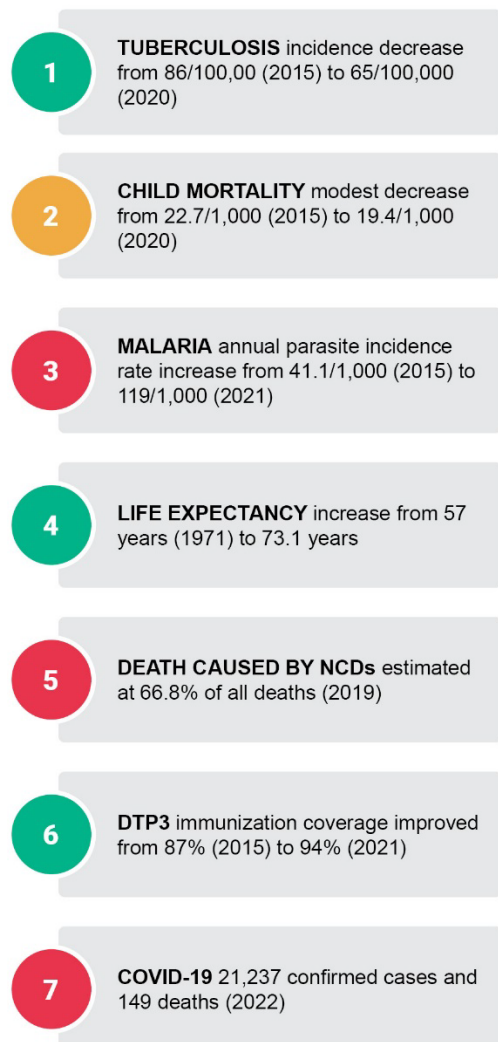 1
TUBERCULOSIS incidence decrease
from 86/100,00 (2015) to 65/100,000
(2020)
2
CHILD MORTALITY modest decrease
from 22.7/1,000 (2015) to 19.4/1,000
(2020)
3
MALARIA annual parasite incidence
rate increase from 41.1/1,000 (2015) to
119/1,000 (2021)
4
LIFE EXPECTANCY increase from 57
years (1971) to 73.1 years
5
DEATH CAUSED BY NCDs estimated
at 66.8% of all deaths (2019)
6
DTP3 immunization coverage improved
from 87% (2015) to 94% (2021)
7
COVID-19 21,237 confirmed cases and
149 deaths (2022)